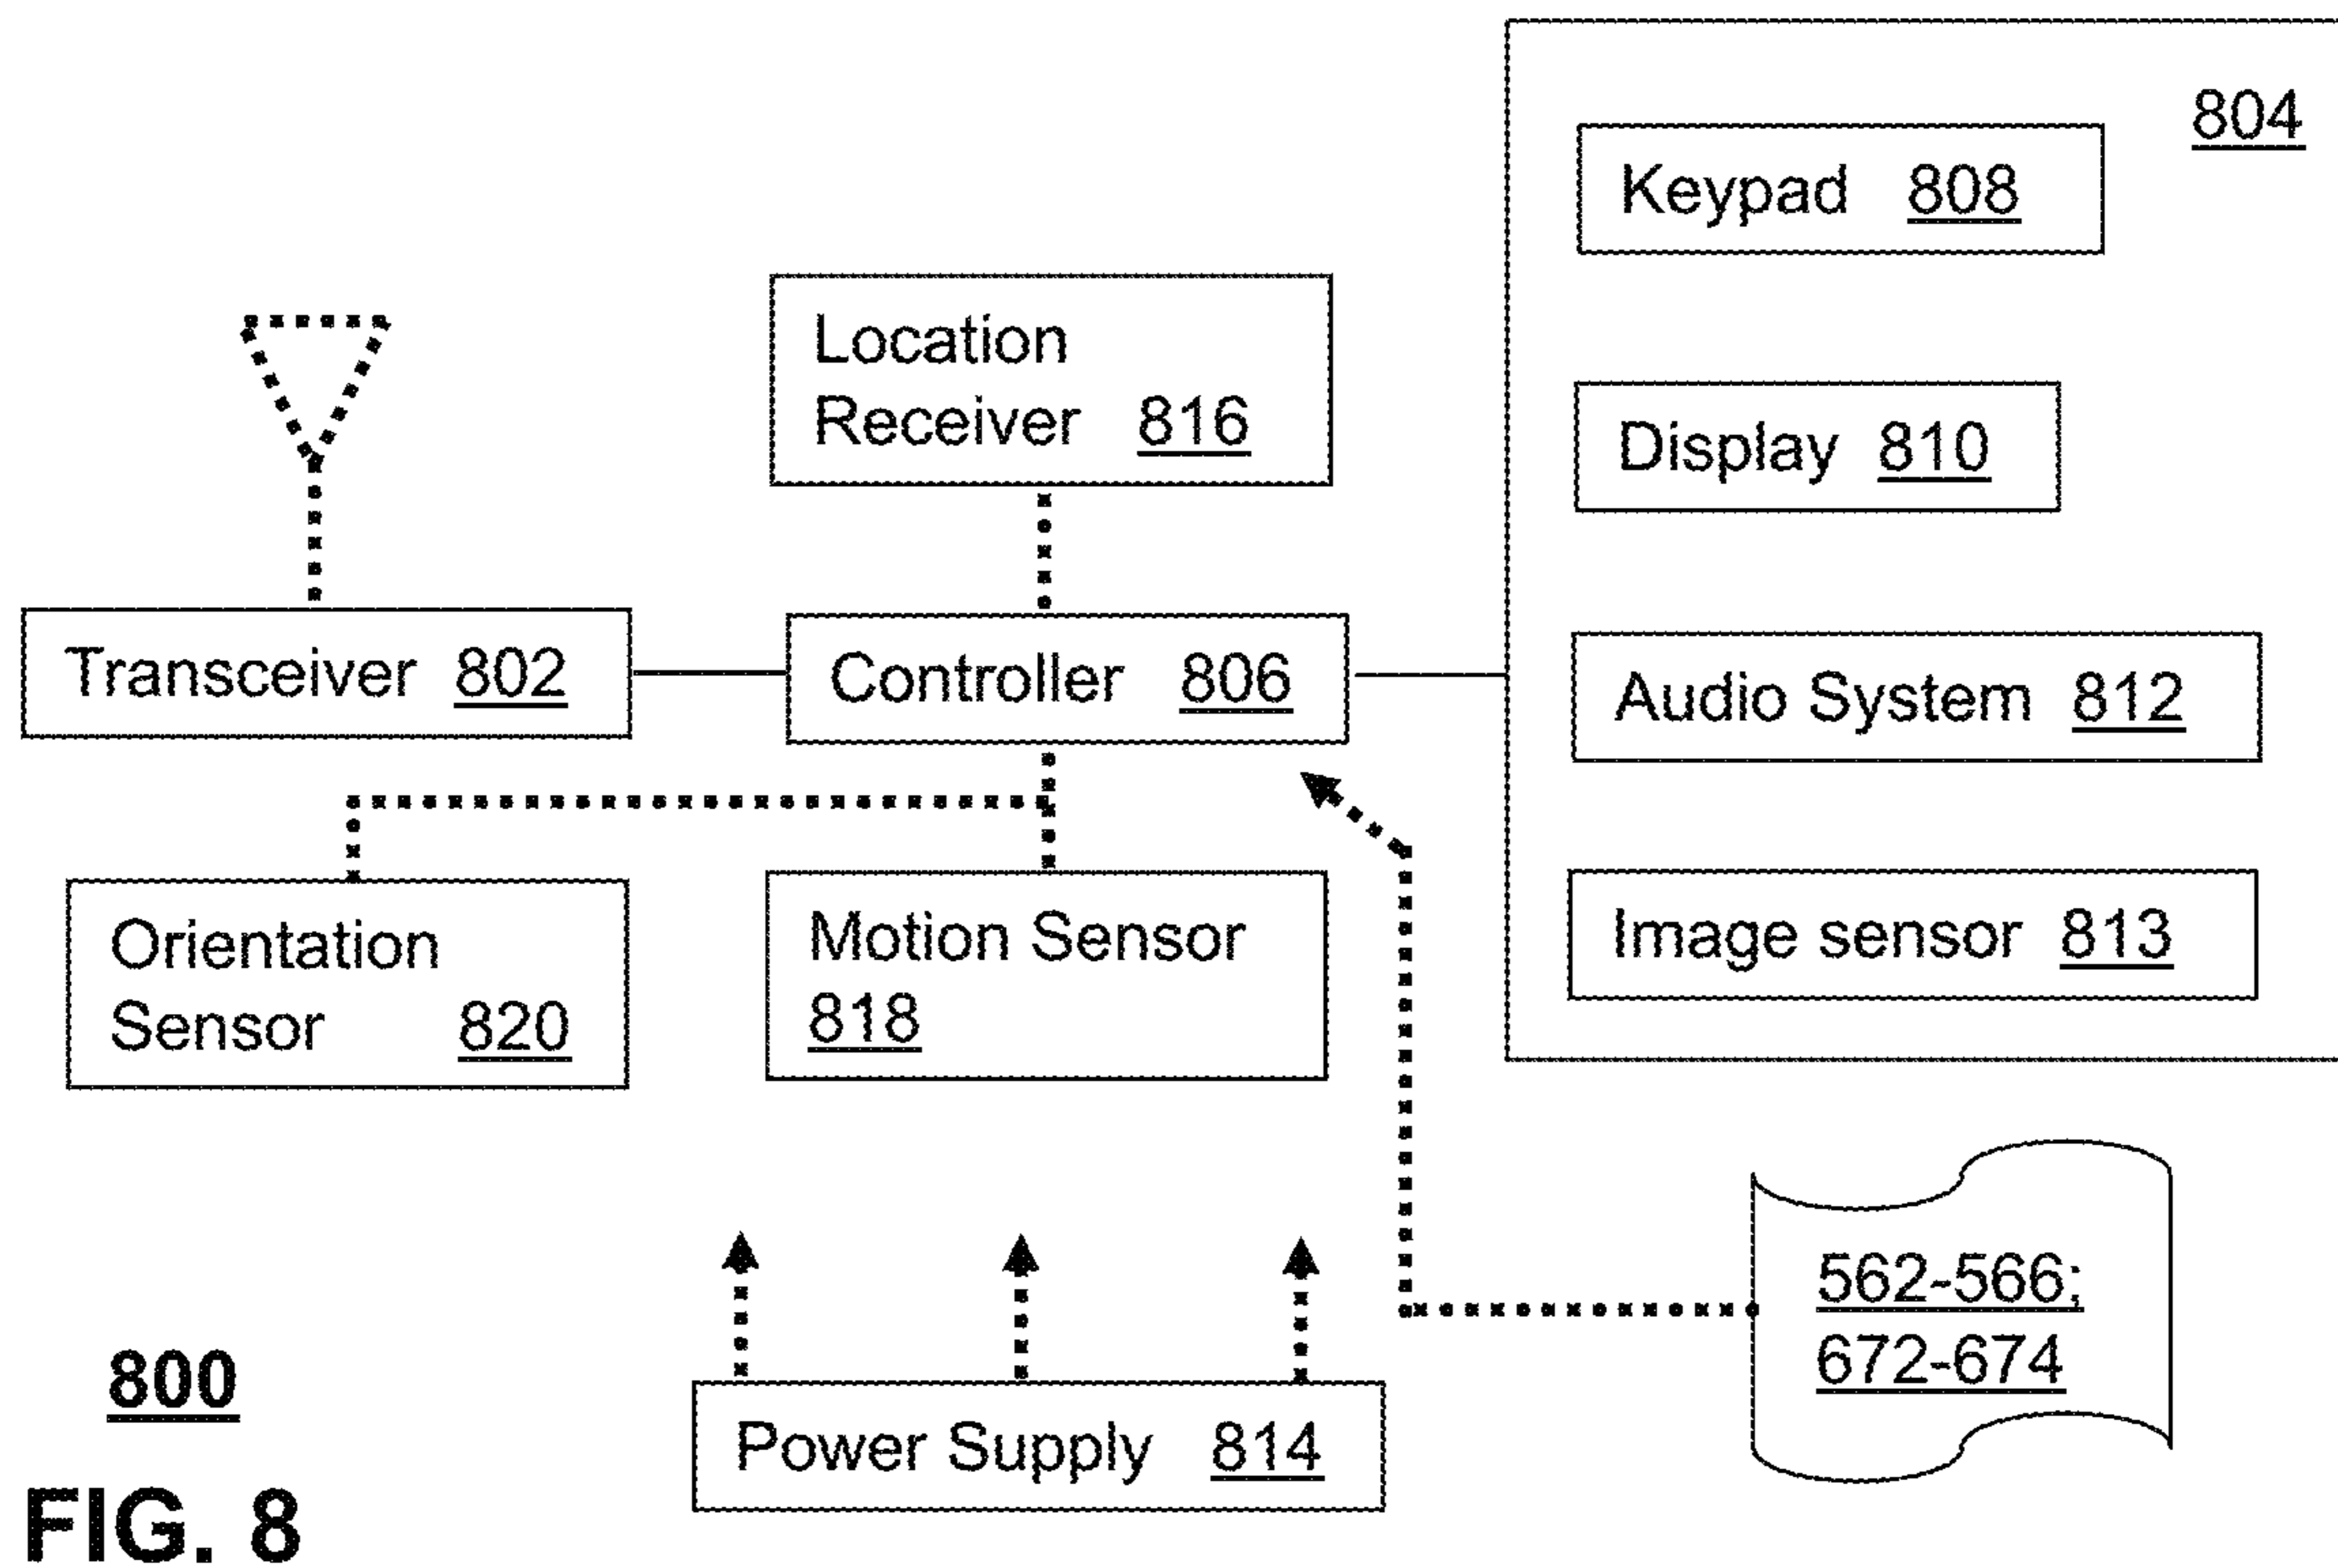 804
Keypad 808
Location
Receiver 816
Display 810
Transceiver 802
Controller 806
Audio System 812
Orientation
Sensor 820
Motion Sensor
818
Image sensor 813
562-566;
672-674
800
Power Supply 814
FIG. 8